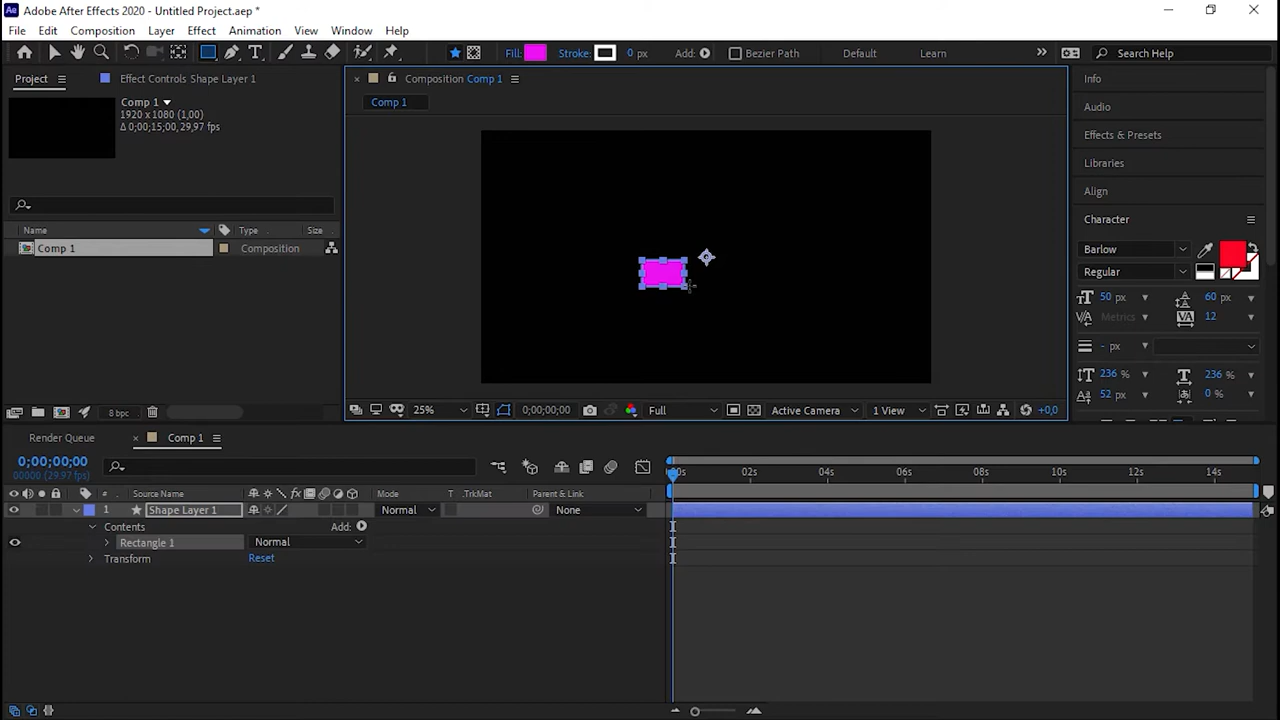 Ae Adobe After Effects 2020 - Untitled Project.aep *
File Edit Composition Layer Effect Animation View Window Help
Fill: Stroke: 0 px Add: Bezier Path Default Learn Search Help
Project Effect Controls Shape Layer 1 Composition Comp 1 Info
Comp 1
1920 x 1080 (1,00)
Δ 0;00;15;00, 29,97 fps
Comp 1
Audio
Effects & Presets
Libraries
Align
Character
Name Type Size
Comp 1 Composition
Barlow
Regular
50 px 60 px
Metrics 12
- px
236 % 236 %
52 px 0 %
8 bpc
25% 0;00;00;00 Full Active Camera 1 View +0,0
Render Queue Comp 1
0;00;00;00
00000 (29.97 fps)
:00s 02s 04s 06s 08s 10s 12s 14s
# Source Name fx Mode T .TrkMat Parent & Link
1 Shape Layer 1 Normal None
Contents Add:
Rectangle 1 Normal
Transform Reset